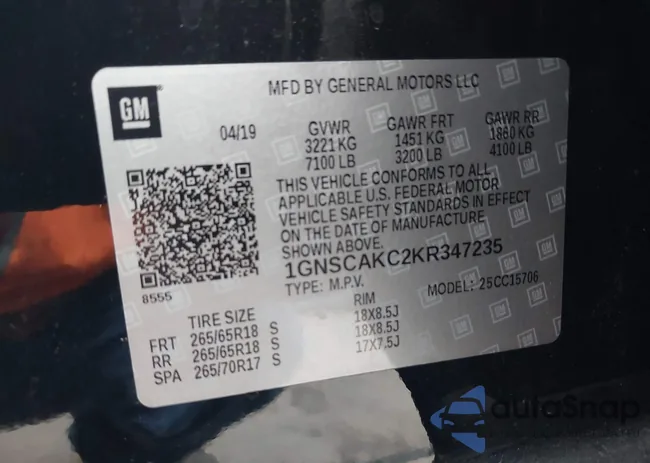 GM
MFD BY GENERAL MOTORS LLC
04/19
GVWR GAWR FRT GAWR RR
3221 KG 1451 KG 1860 KG
7100 LB 3200 LB 4100 LB
THIS VEHICLE CONFORMS TO ALL
APPLICABLE U.S. FEDERAL MOTOR
VEHICLE SAFETY STANDARDS IN EFFECT
ON THE DATE OF MANUFACTURE
SHOWN ABOVE.
1GNSCAKC2KR347235
TYPE: M.P.V. MODEL: 25CC15706
8555
TIRE SIZE RIM
FRT 265/65R18 S 18X8.5J
RR 265/65R18 S 18X8.5J
SPA 265/70R17 S 17X7.5J
autoSnap